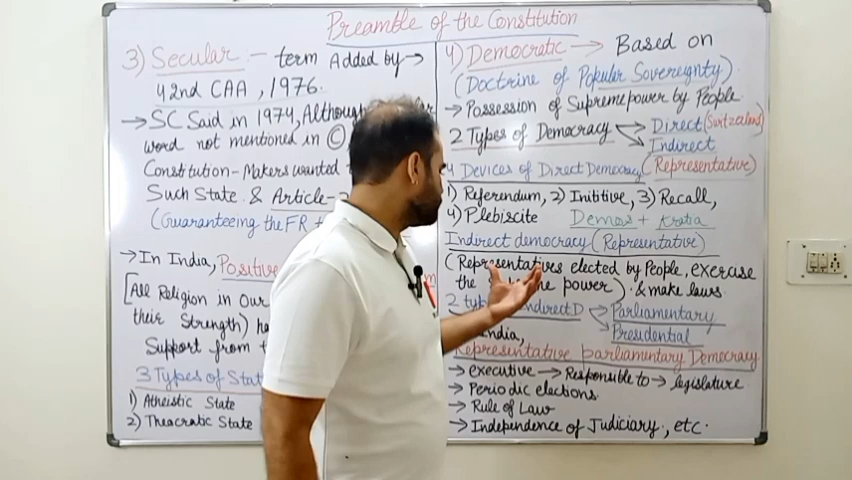 Preamble of the Constitution
3) Secular - term Added by →
42nd CAA, 1976.
→ SC Said in 1974, Although
word not mentioned in ©
Constitution-Makers wanted
Such State & Article-2
(Guaranteeing the FR +
→ In India, Positive
[All Religion in Our
their Strength) ha
Support from t
3 Types of Stat
1) Atheistic State
2) Theocratic State
4) Democratic → Based on
(Doctrine of Popular Sovereignty)
→ Possession of Supreme power by People
2 Types of Democracy Direct (Switzerland)
Indirect
(Representative)
4 Devices of Direct Democracy
1) Referendum, 2) Inititive, 3) Recall,
4) Plebiscite Demos + Kratia
Indirect democracy (Representative)
(Representatives elected by People, exercise
the power) & make laws.
2 typ Indirect D Parliamentary
Presidential
India,
Representative parliamentary Democracy
→ executive → Responsible to → legislature
→ Periodic elections
→ Rule of Law
→ Independence of Judiciary, etc.